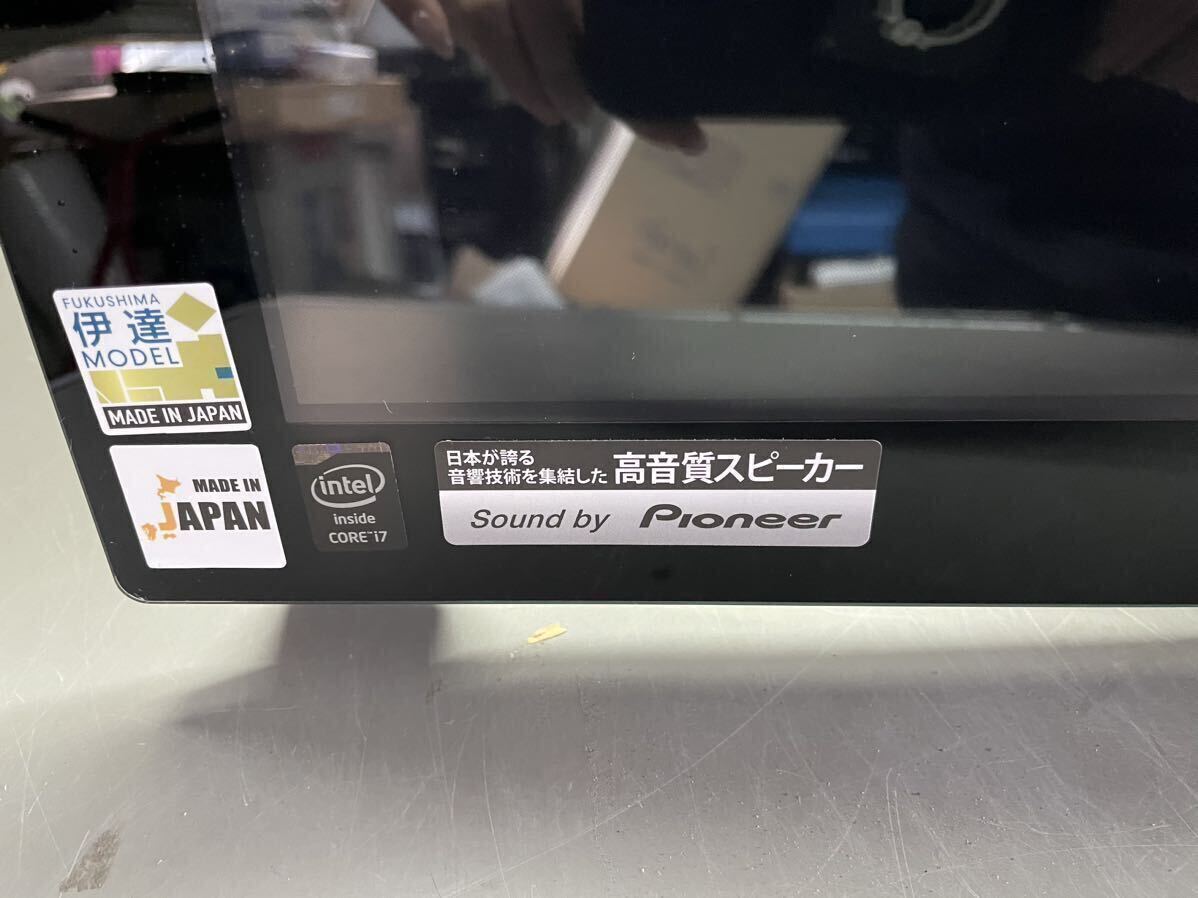 FUKUSHIMA
伊達
MODEL
MADE IN JAPAN
MADE IN
JAPAN
intel
inside
CORE™ i7
日本が誇る
音響技術を集結した 高音質スピーカー
Sound by Pioneer